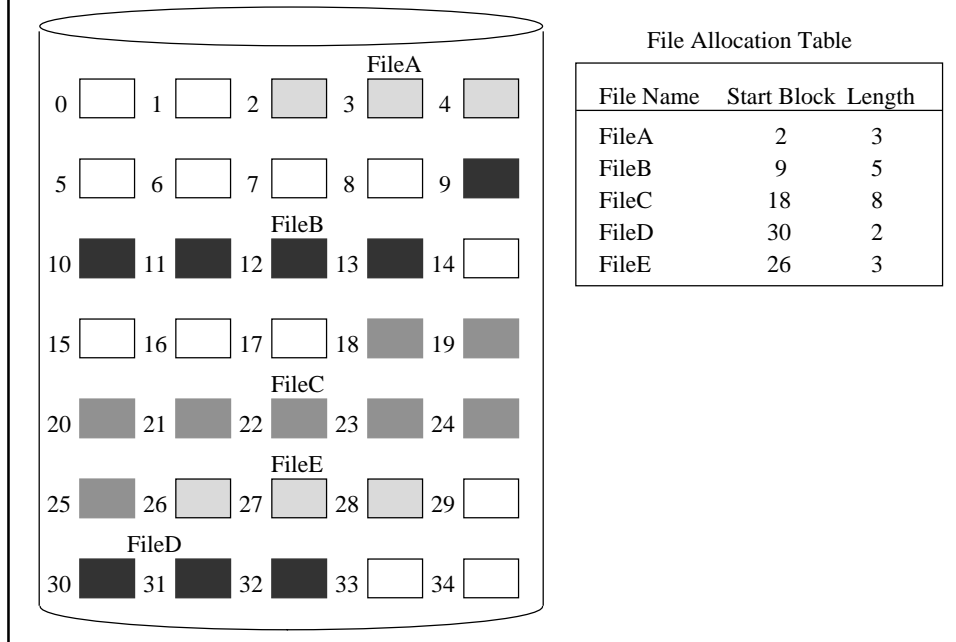 FileA
0 1 2 3 4
5 6 7 8 9
FileB
10 11 12 13 14
15 16 17 18 19
FileC
20 21 22 23 24
FileE
25 26 27 28 29
FileD
30 31 32 33 34
File Allocation Table
File Name Start Block Length
FileA 2 3
FileB 9 5
FileC 18 8
FileD 30 2
FileE 26 3